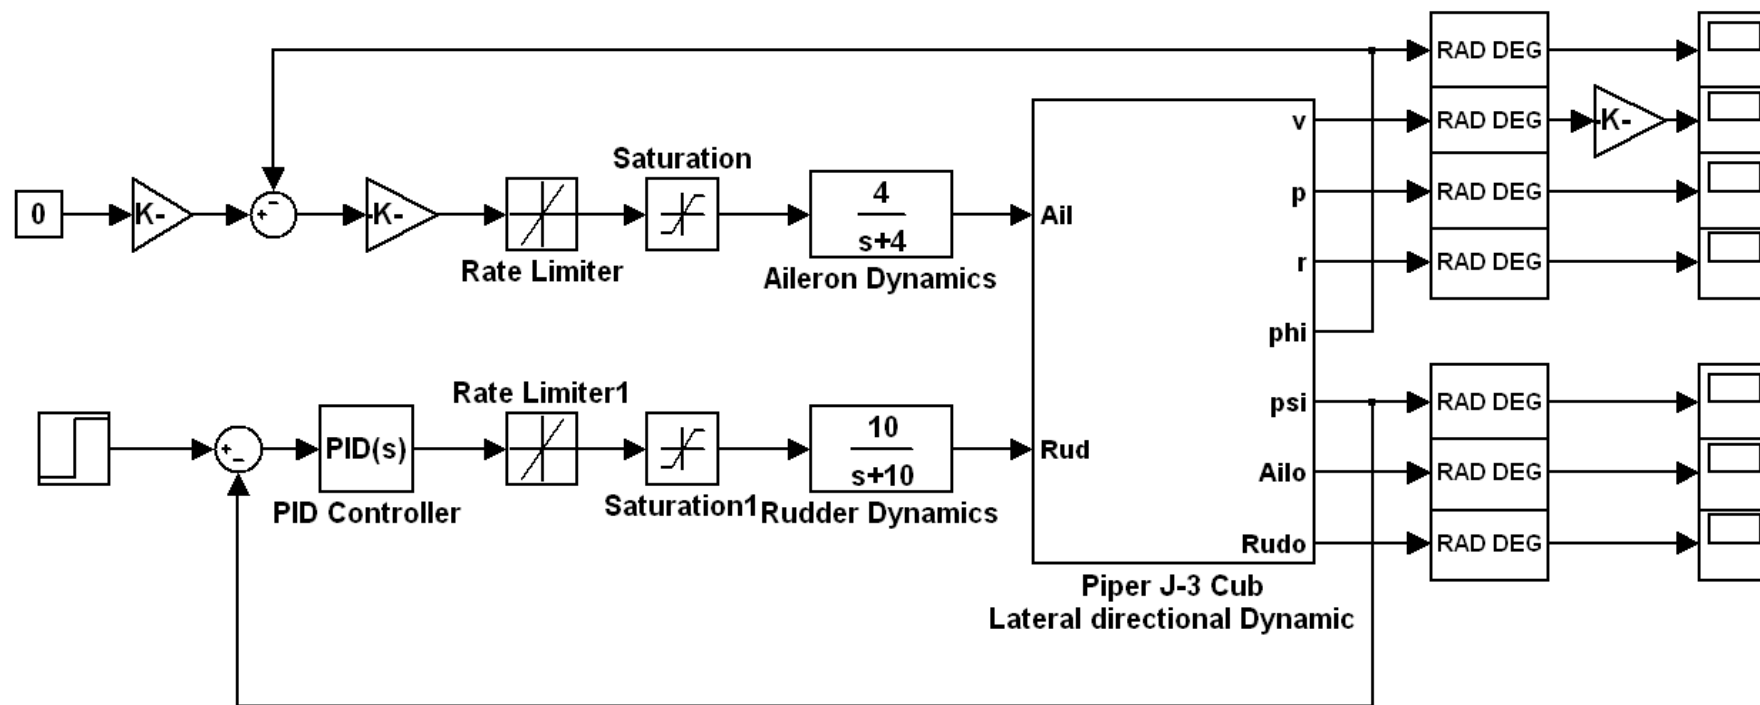 RAD DEG
v
RAD DEG
-K-
Saturation
p
RAD DEG
0
K-
+
-
-K-
4
s+4
Ail
r
RAD DEG
Rate Limiter
Aileron Dynamics
phi
Rate Limiter1
psi
RAD DEG
+
-
PID(s)
10
s+10
Rud
Ailo
RAD DEG
PID Controller
Saturation1
Rudder Dynamics
Rudo
RAD DEG
Piper J-3 Cub
Lateral directional Dynamic